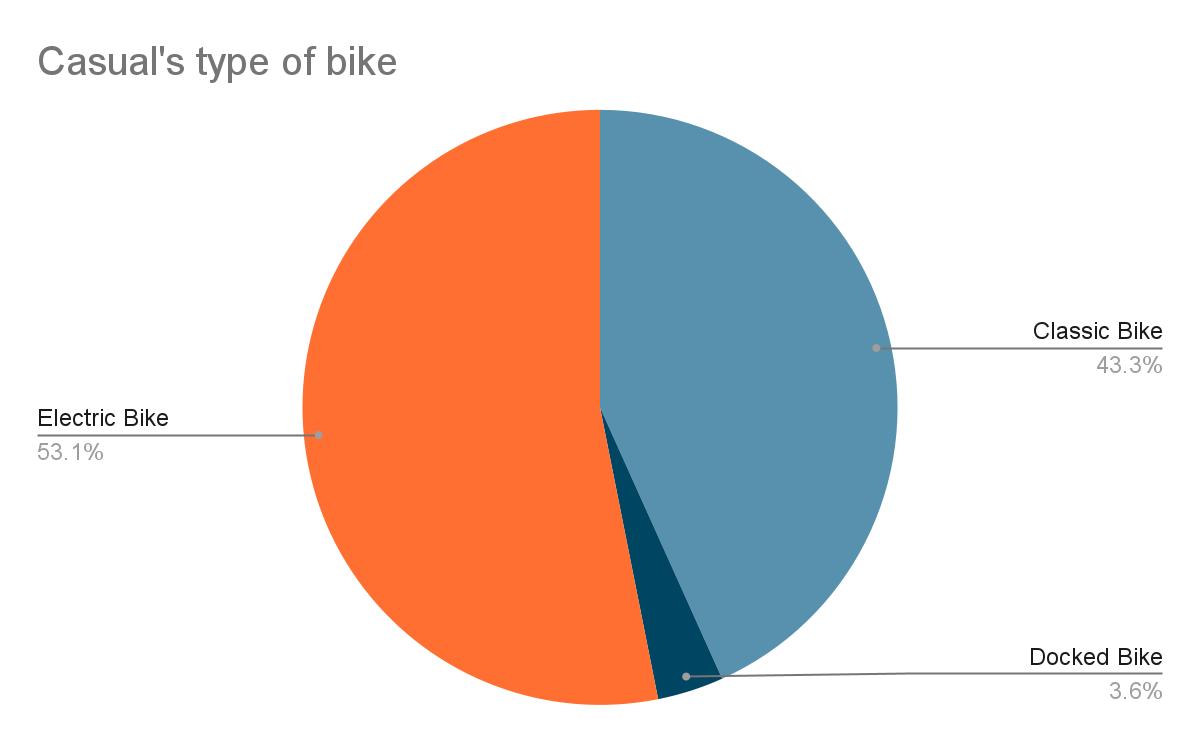 Casual's type of bike
Classic Bike
43.3%
Electric Bike
53.1%
Docked Bike
3.6%